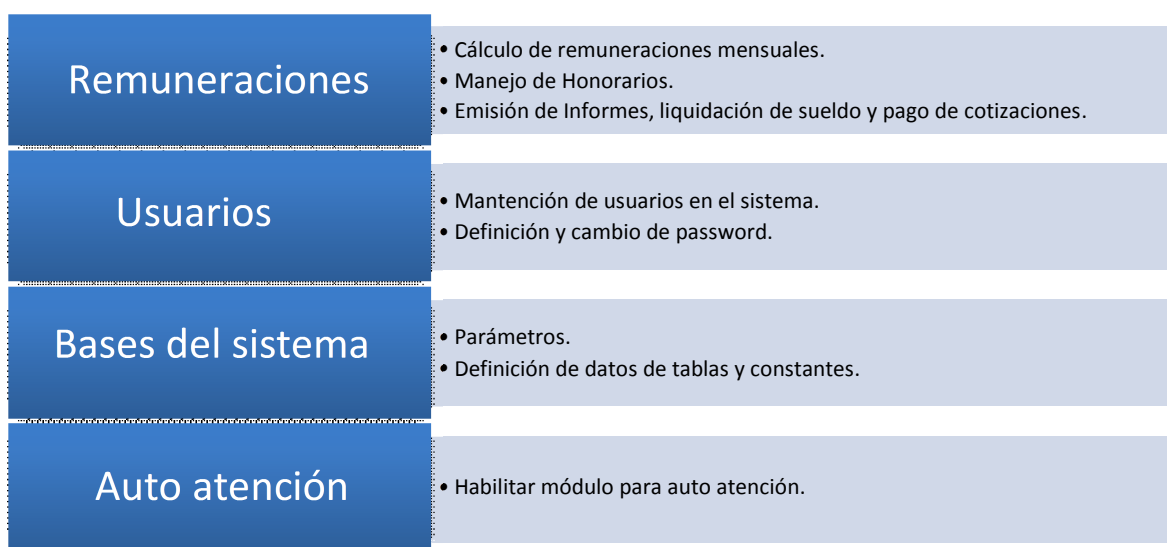 Remuneraciones
• Cálculo de remuneraciones mensuales.
• Manejo de Honorarios.
• Emisión de Informes, liquidación de sueldo y pago de cotizaciones.
Usuarios
• Mantención de usuarios en el sistema.
• Definición y cambio de password.
Bases del sistema
• Parámetros.
• Definición de datos de tablas y constantes.
Auto atención
• Habilitar módulo para auto atención.